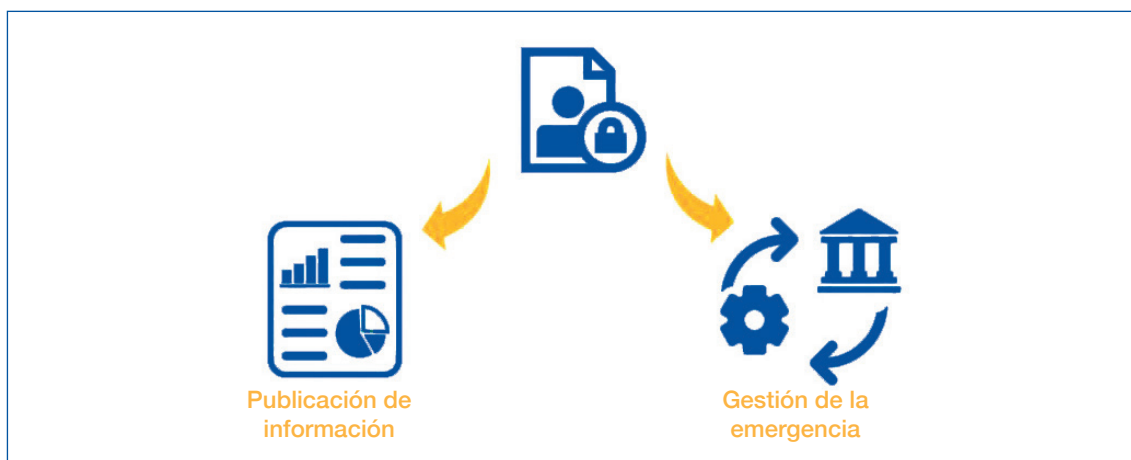 Publicación de
información
Gestión de la
emergencia